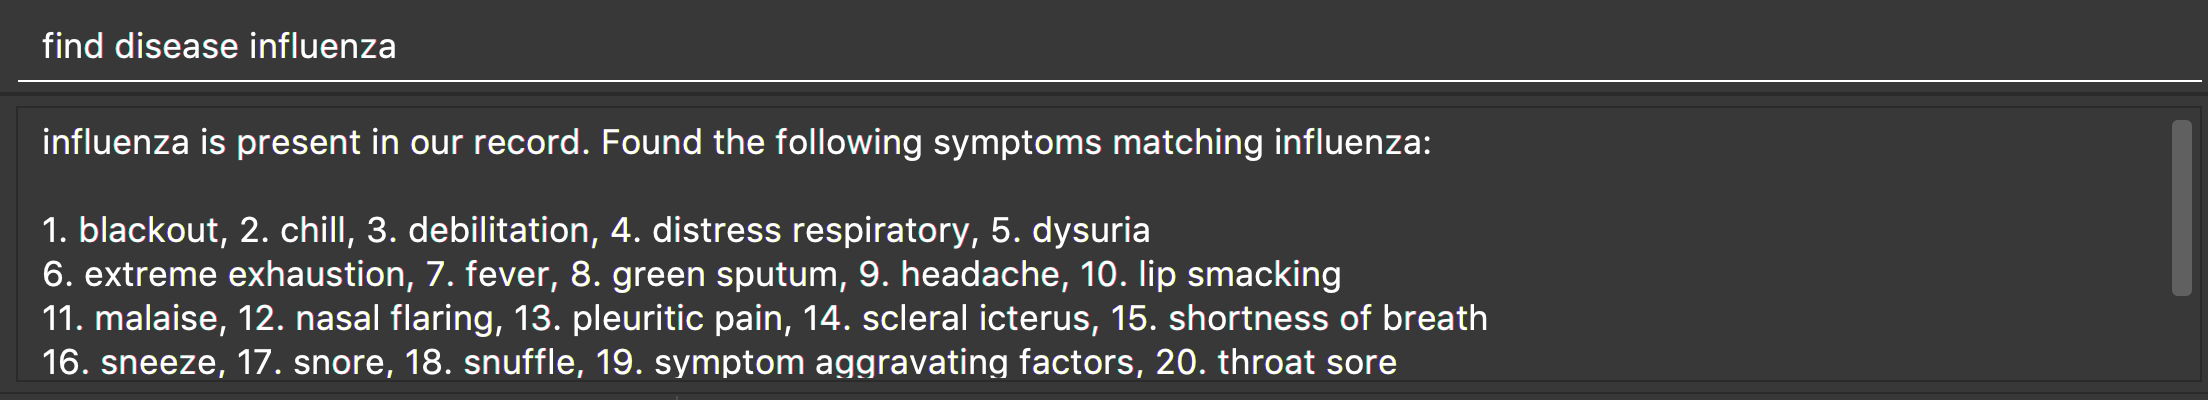 find disease influenza
influenza is present in our record. Found the following symptoms matching influenza:
1. blackout, 2. chill, 3. debilitation, 4. distress respiratory, 5. dysuria
6. extreme exhaustion, 7. fever, 8. green sputum, 9. headache, 10. lip smacking
11. malaise, 12. nasal flaring, 13. pleuritic pain, 14. scleral icterus, 15. shortness of breath
16. sneeze, 17. snore, 18. snuffle, 19. symptom aggravating factors, 20. throat sore